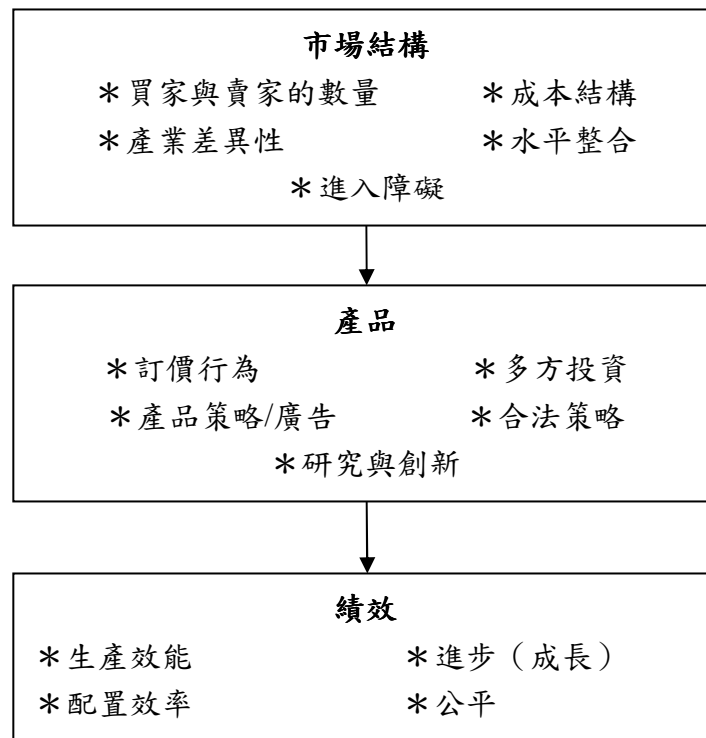 市場結構
＊買家與賣家的數量 ＊成本結構
＊產業差異性 ＊水平整合
＊進入障礙
產品
＊訂價行為 ＊多方投資
＊產品策略/廣告 ＊合法策略
＊研究與創新
績效
＊生產效能 ＊進步（成長）
＊配置效率 ＊公平